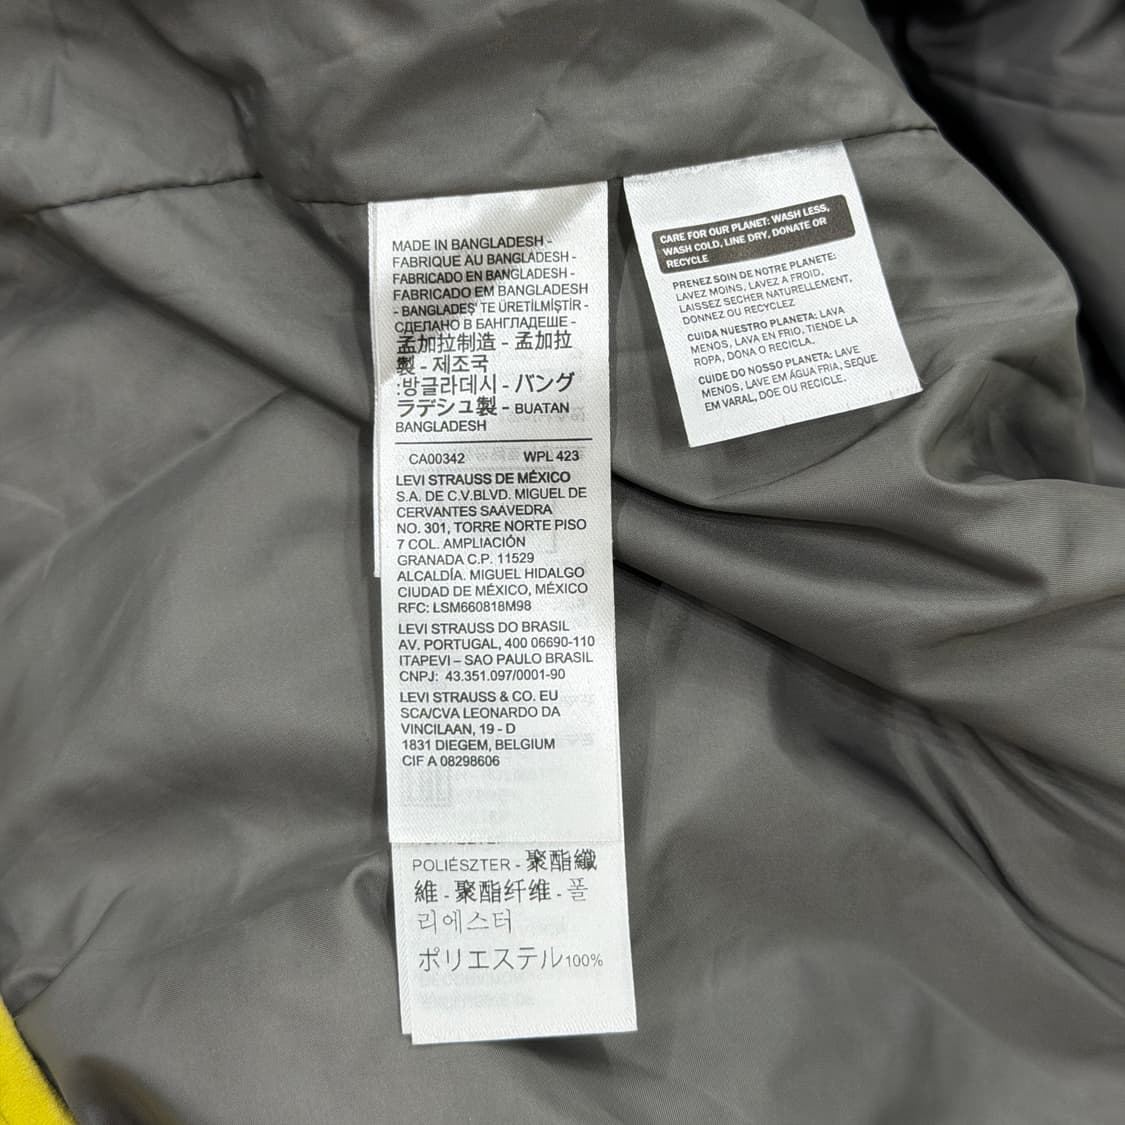 MADE IN BANGLADESH -
FABRIQUE AU BANGLADESH -
FABRICADO EN BANGLADESH -
FABRICADO EM BANGLADESH
- BANGLADEŞ' TE ÜRETİLMİŞTİR -
СДЕЛАНО В БАНГЛАДЕШЕ -
孟加拉制造 - 孟加拉
製 - 제조국
:방글라데시 - バング
ラデシュ製 - BUATAN
BANGLADESH
CA00342 WPL 423
LEVI STRAUSS DE MÉXICO
S.A. DE C.V.BLVD. MIGUEL DE
CERVANTES SAAVEDRA
NO. 301, TORRE NORTE PISO
7 COL. AMPLIACIÓN
GRANADA C.P. 11529
ALCALDÍA. MIGUEL HIDALGO
CIUDAD DE MÉXICO, MÉXICO
RFC: LSM660818M98
LEVI STRAUSS DO BRASIL
AV. PORTUGAL, 400 06690-110
ITAPEVI – SAO PAULO BRASIL
CNPJ: 43.351.097/0001-90
LEVI STRAUSS & CO. EU
SCA/CVA LEONARDO DA
VINCILAAN, 19 - D
1831 DIEGEM, BELGIUM
CIF A 08298606
POLIÉSZTER - 聚酯纖
維 - 聚酯纤维 - 폴
리에스터
ポリエステル100%
CARE FOR OUR PLANET: WASH LESS,
WASH COLD, LINE DRY, DONATE OR
RECYCLE
PRENEZ SOIN DE NOTRE PLANETE:
LAVEZ MOINS, LAVEZ A FROID,
LAISSEZ SECHER NATURELLEMENT,
DONNEZ OU RECYCLEZ
CUIDA NUESTRO PLANETA: LAVA
MENOS, LAVA EN FRIO, TIENDE LA
ROPA, DONA O RECICLA.
CUIDE DO NOSSO PLANETA: LAVE
MENOS, LAVE EM ÁGUA FRIA, SEQUE
EM VARAL, DOE OU RECICLE.